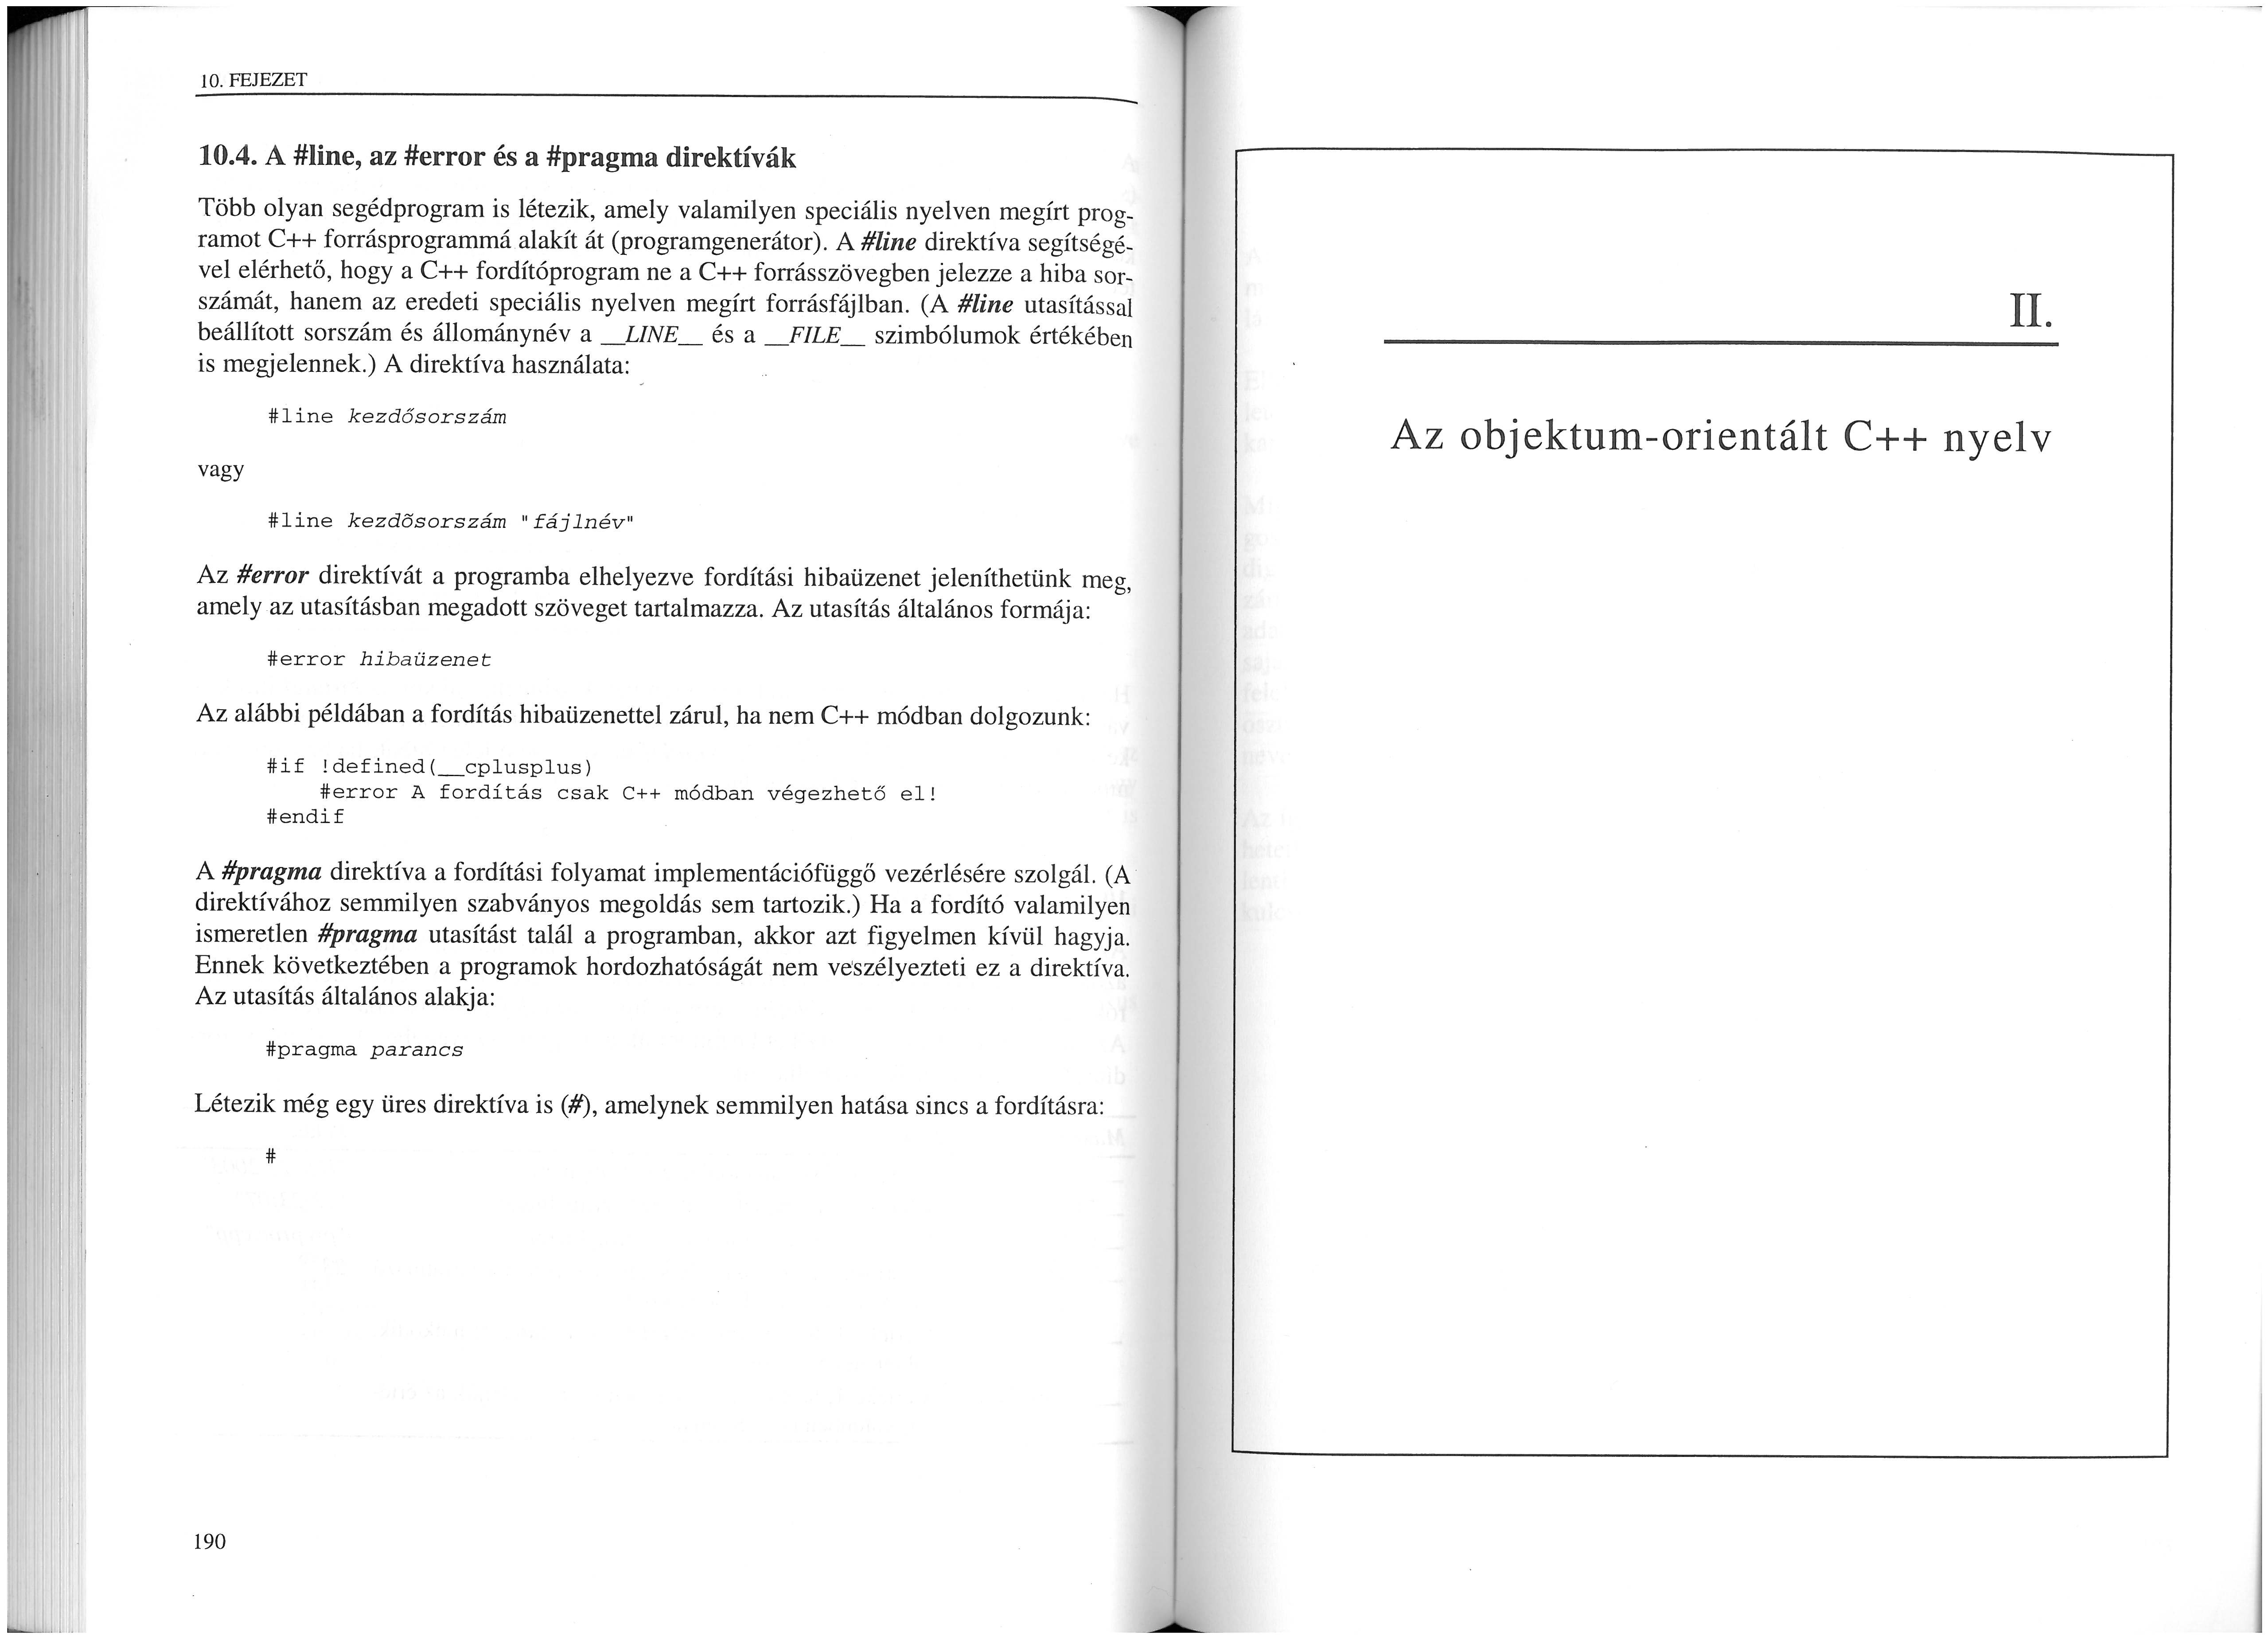 10. FEJEZET
10.4. A #line, az #error és a #pragma direktívák
Több olyan segédprogram is létezik, amely valamilyen speciális nyelven megírt prog-
ramot C++ forrásprogrammá alakít át (programgenerátor). A #line direktíva segítségé-
vel elérhető, hogy a C++ fordítóprogram ne a C++ forrásszövegben jelezze a hiba sor-
számát, hanem az eredeti speciális nyelven megírt forrásfájlban. (A #line utasítással
beállított sorszám és állománynév a __LINE__ és a __FILE__ szimbólumok értékében
is megjelennek.) A direktíva használata:
#line kezdősorszám
vagy
#line kezdõsorszám "fájlnév"
Az #error direktívát a programba elhelyezve fordítási hibaüzenet jeleníthetünk meg,
amely az utasításban megadott szöveget tartalmazza. Az utasítás általános formája:
#error hibaüzenet
Az alábbi példában a fordítás hibaüzenettel zárul, ha nem C++ módban dolgozunk:
#if !defined(__cplusplus)
#error A fordítás csak C++ módban végezhető el!
#endif
A #pragma direktíva a fordítási folyamat implementációfüggő vezérlésére szolgál. (A
direktívához semmilyen szabványos megoldás sem tartozik.) Ha a fordító valamilyen
ismeretlen #pragma utasítást talál a programban, akkor azt figyelmen kívül hagyja.
Ennek következtében a programok hordozhatóságát nem veszélyezteti ez a direktíva.
Az utasítás általános alakja:
#pragma parancs
Létezik még egy üres direktíva is (#), amelynek semmilyen hatása sincs a fordításra:
#
190
II.
Az objektum-orientált C++ nyelv